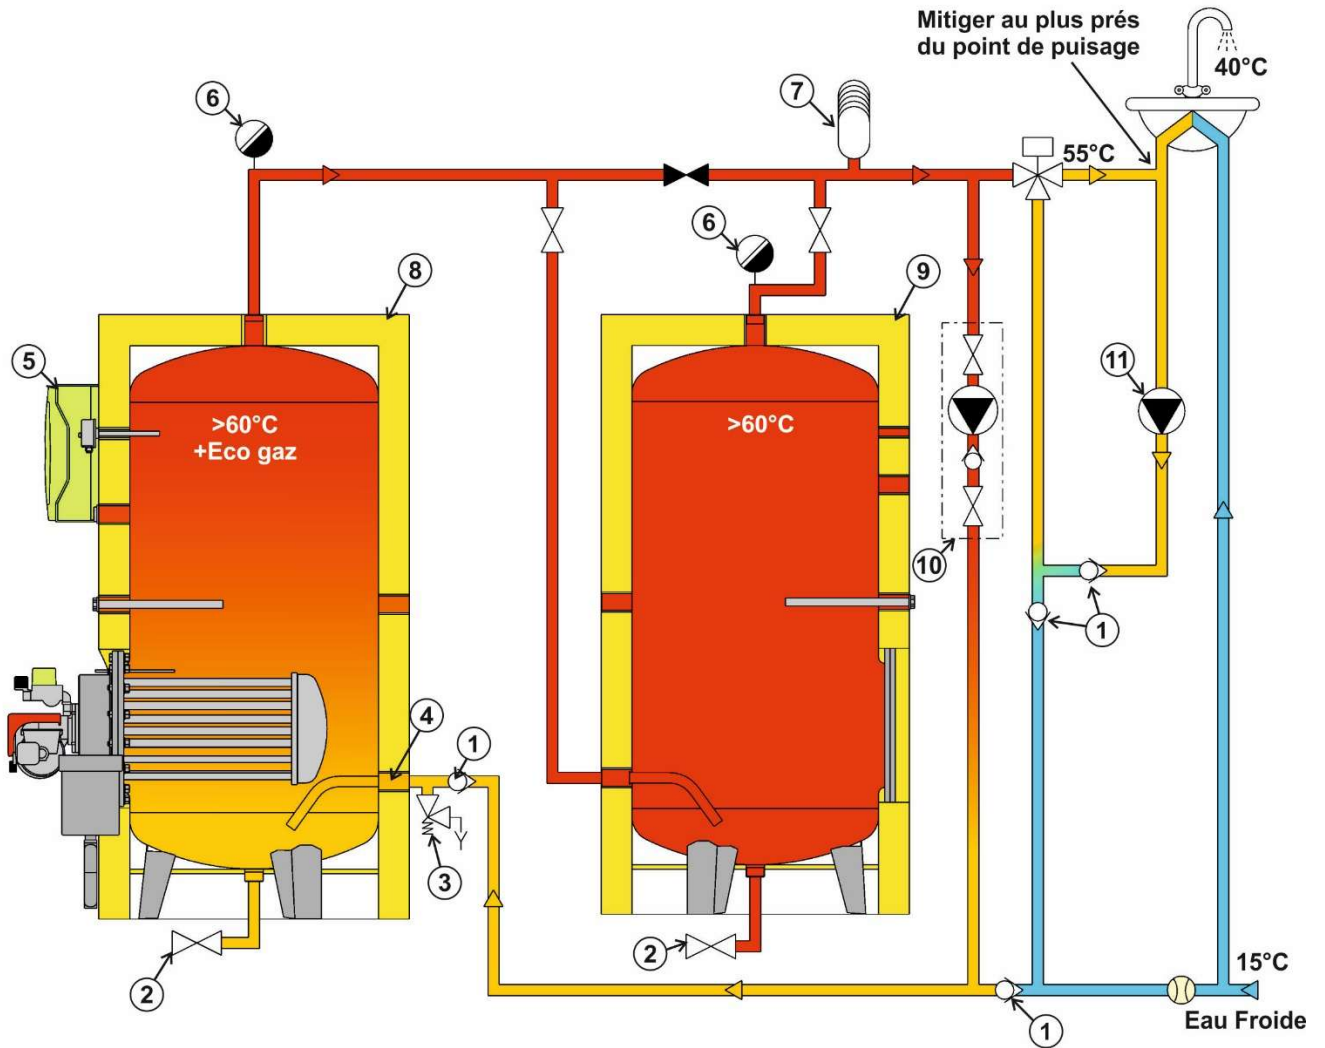 Mitiger au plus prés
du point de puisage
40°C
6
7
55°C
6
8
9
5
11
>60°C
+Eco gaz
>60°C
10
1
4
1
3
2
2
15°C
1
Eau Froide